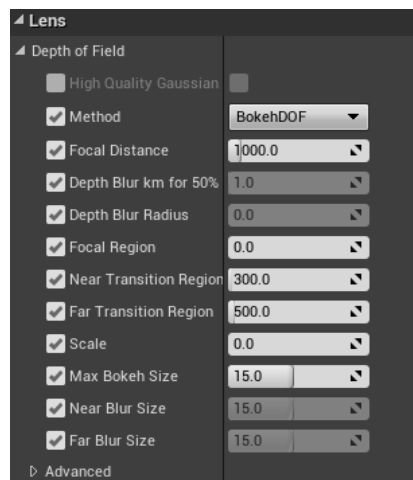 Lens
Depth of Field
High Quality Gaussian
Method BokehDOF
Focal Distance 1000.0
Depth Blur km for 50% 1.0
Depth Blur Radius 0.0
Focal Region 0.0
Near Transition Region 300.0
Far Transition Region 500.0
Scale 0.0
Max Bokeh Size 15.0
Near Blur Size 15.0
Far Blur Size 15.0
Advanced